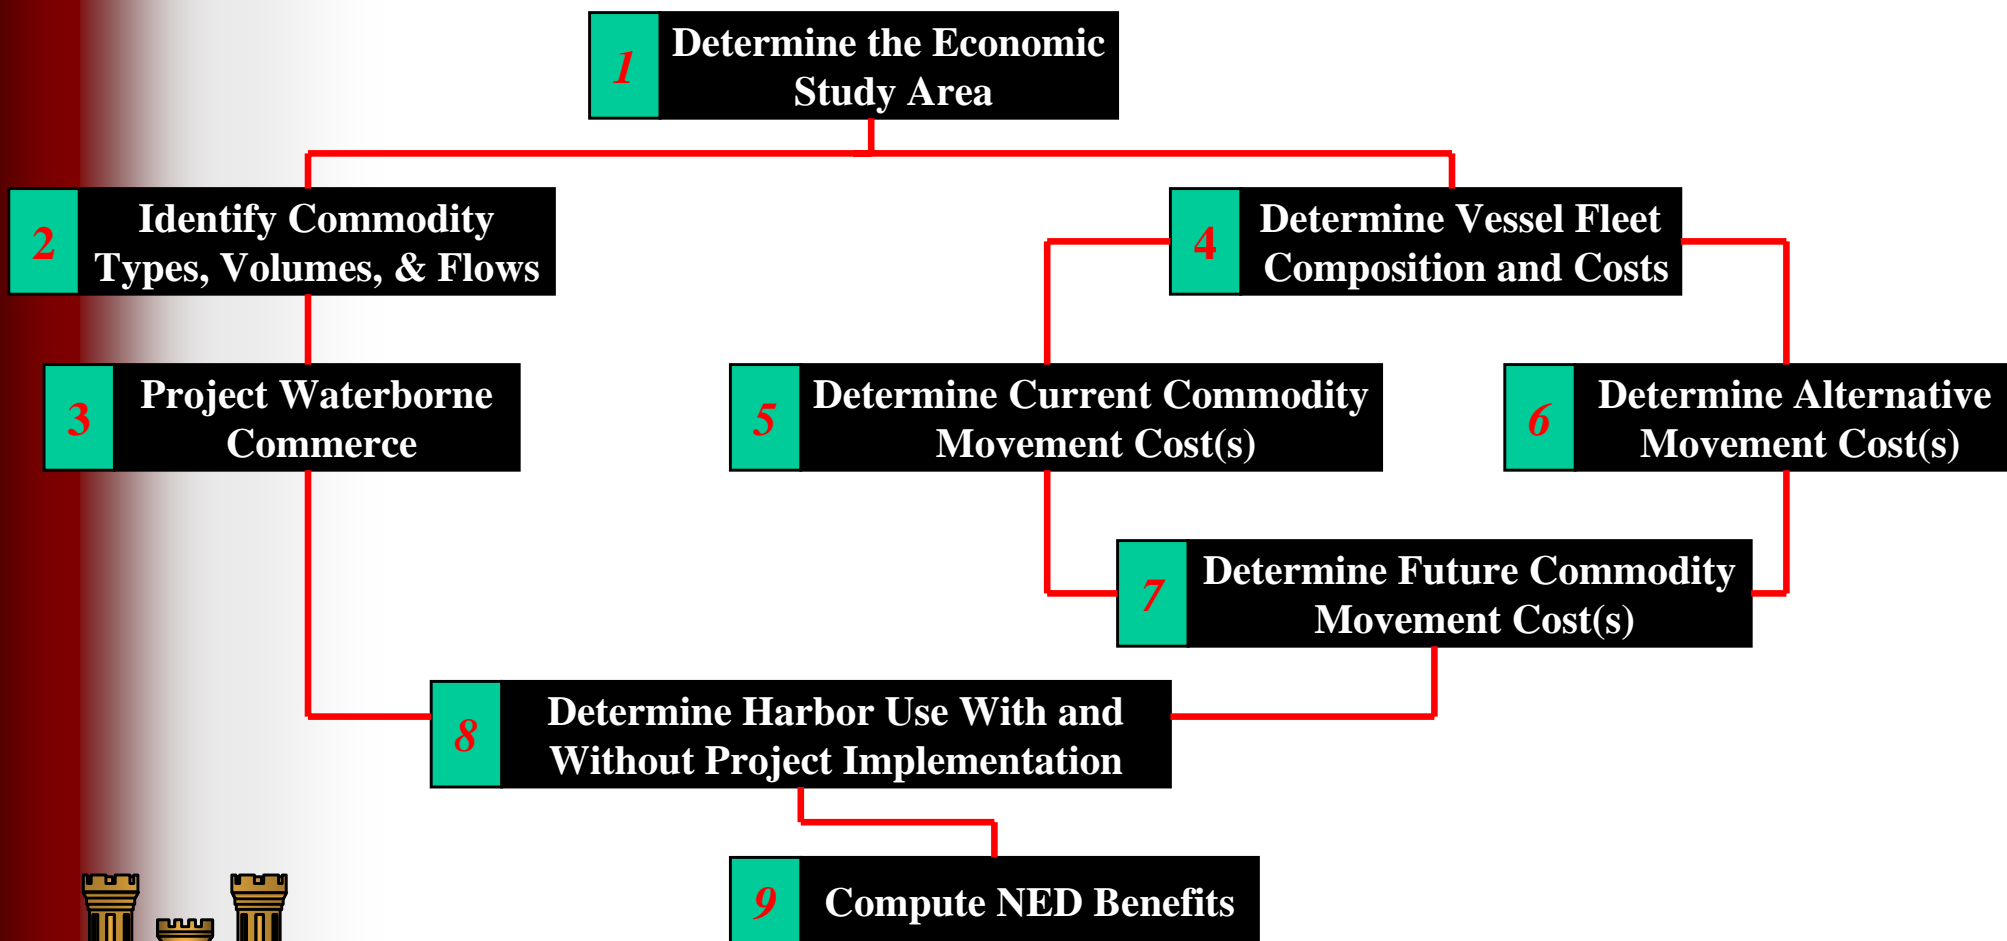 1
Determine the Economic
Study Area
2
Identify Commodity
Types, Volumes, & Flows
4
Determine Vessel Fleet
Composition and Costs
3
Project Waterborne
Commerce
5
Determine Current Commodity
Movement Cost(s)
6
Determine Alternative
Movement Cost(s)
7
Determine Future Commodity
Movement Cost(s)
8
Determine Harbor Use With and
Without Project Implementation
9
Compute NED Benefits